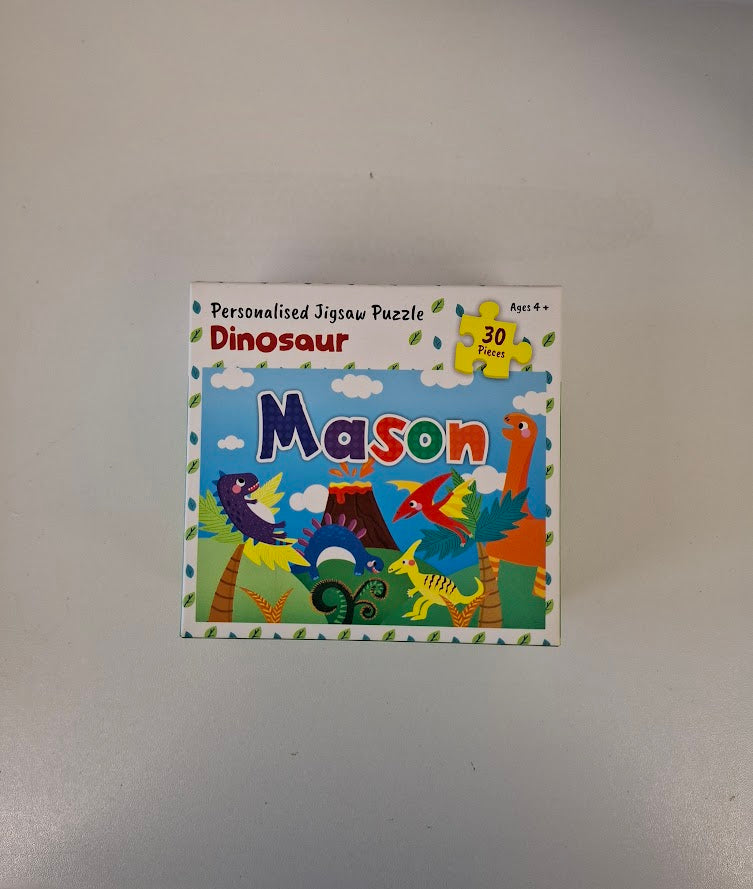 Personalised Jigsaw Puzzle
Dinosaur
Ages 4+
30
Pieces
Mason